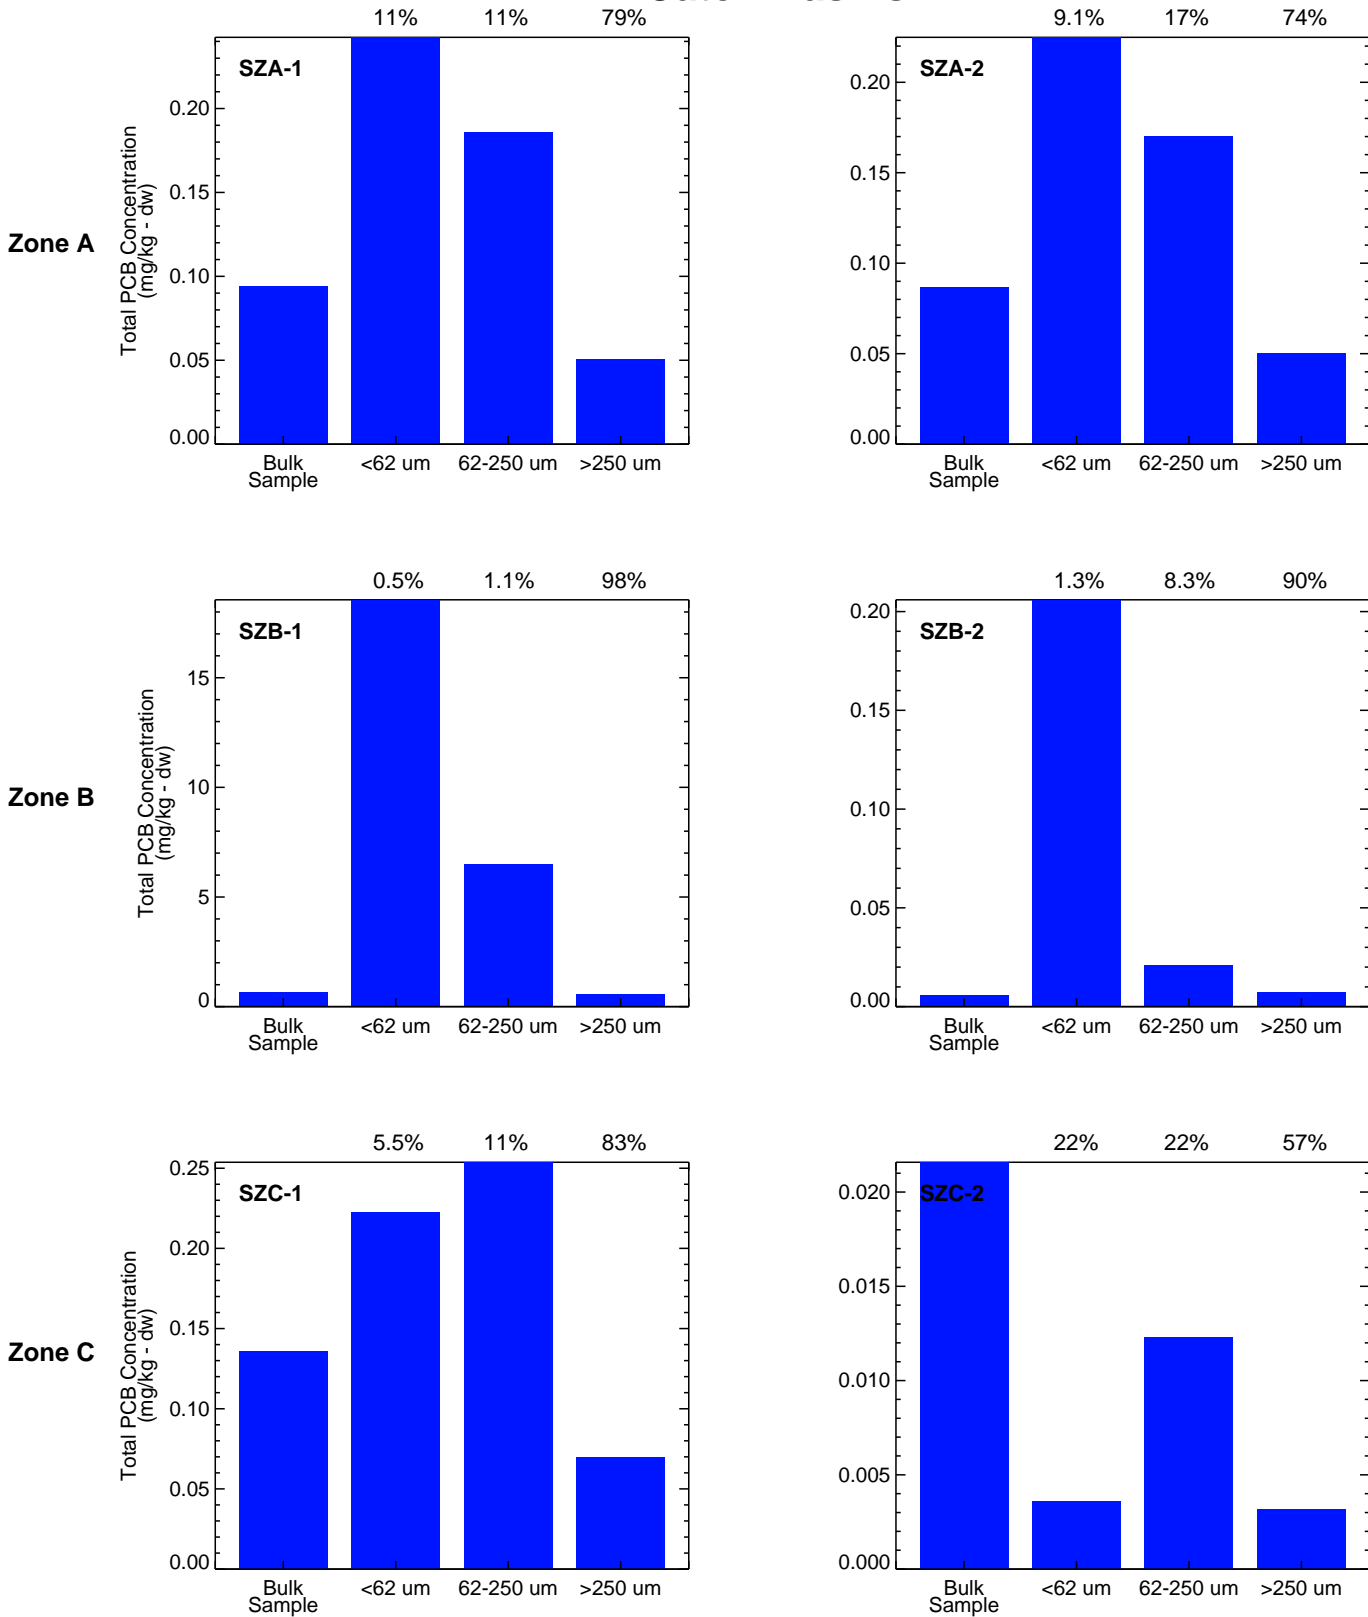 11% 11% 79%
9.1% 17% 74%
SZA-1
SZA-2
Zone A
Total PCB Concentration
(mg/kg - dw)
0.20
0.15
0.10
0.05
0.00
0.20
0.15
0.10
0.05
0.00
Bulk
Sample
<62 um 62-250 um >250 um
Bulk
Sample
<62 um 62-250 um >250 um
0.5% 1.1% 98%
1.3% 8.3% 90%
SZB-1
SZB-2
Zone B
Total PCB Concentration
(mg/kg - dw)
15
10
5
0
0.20
0.15
0.10
0.05
0.00
Bulk
Sample
<62 um 62-250 um >250 um
Bulk
Sample
<62 um 62-250 um >250 um
5.5% 11% 83%
22% 22% 57%
SZC-1
SZC-2
Zone C
Total PCB Concentration
(mg/kg - dw)
0.25
0.20
0.15
0.10
0.05
0.00
0.020
0.015
0.010
0.005
0.000
Bulk
Sample
<62 um 62-250 um >250 um
Bulk
Sample
<62 um 62-250 um >250 um